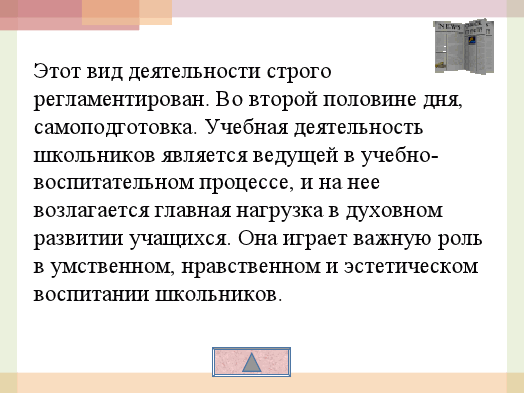 NEWS
Этот вид деятельности строго
регламентирован. Во второй половине дня,
самоподготовка. Учебная деятельность
школьников является ведущей в учебно-
воспитательном процессе, и на нее
возлагается главная нагрузка в духовном
развитии учащихся. Она играет важную роль
в умственном, нравственном и эстетическом
воспитании школьников.